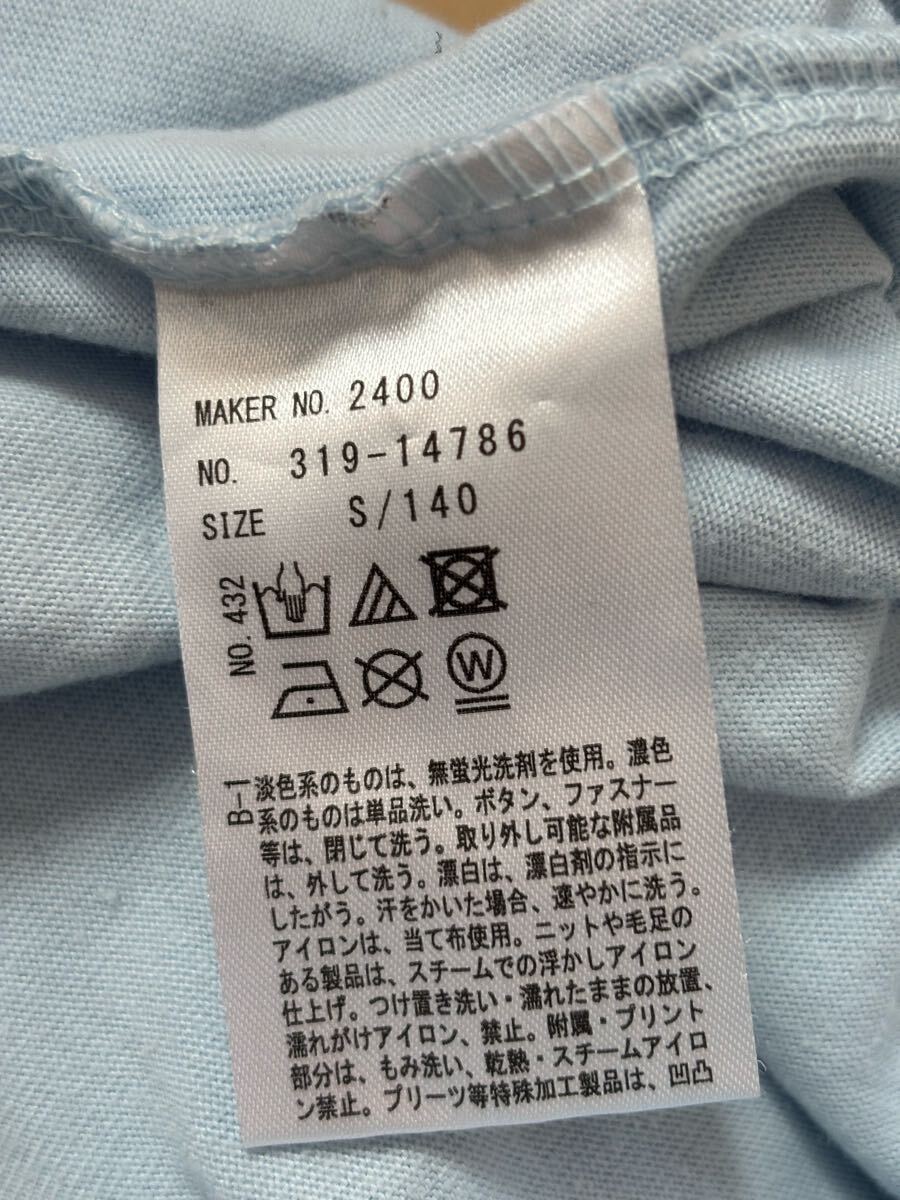 MAKER NO. 2400
NO. 319-14786
SIZE S/140
NO. 432
W
B-1
淡色系のものは、無蛍光洗剤を使用。濃色
系のものは単品洗い。ボタン、ファスナー
等は、閉じて洗う。取り外し可能な附属品
は、外して洗う。漂白は、漂白剤の指示に
したがう。汗をかいた場合、速やかに洗う。
アイロンは、当て布使用。ニットや毛足の
ある製品は、スチームでの浮かしアイロン
仕上げ。つけ置き洗い・濡れたままの放置、
濡れがけアイロン、禁止。附属・プリント
部分は、もみ洗い、乾熱・スチームアイロ
ン禁止。プリーツ等特殊加工製品は、凹凸